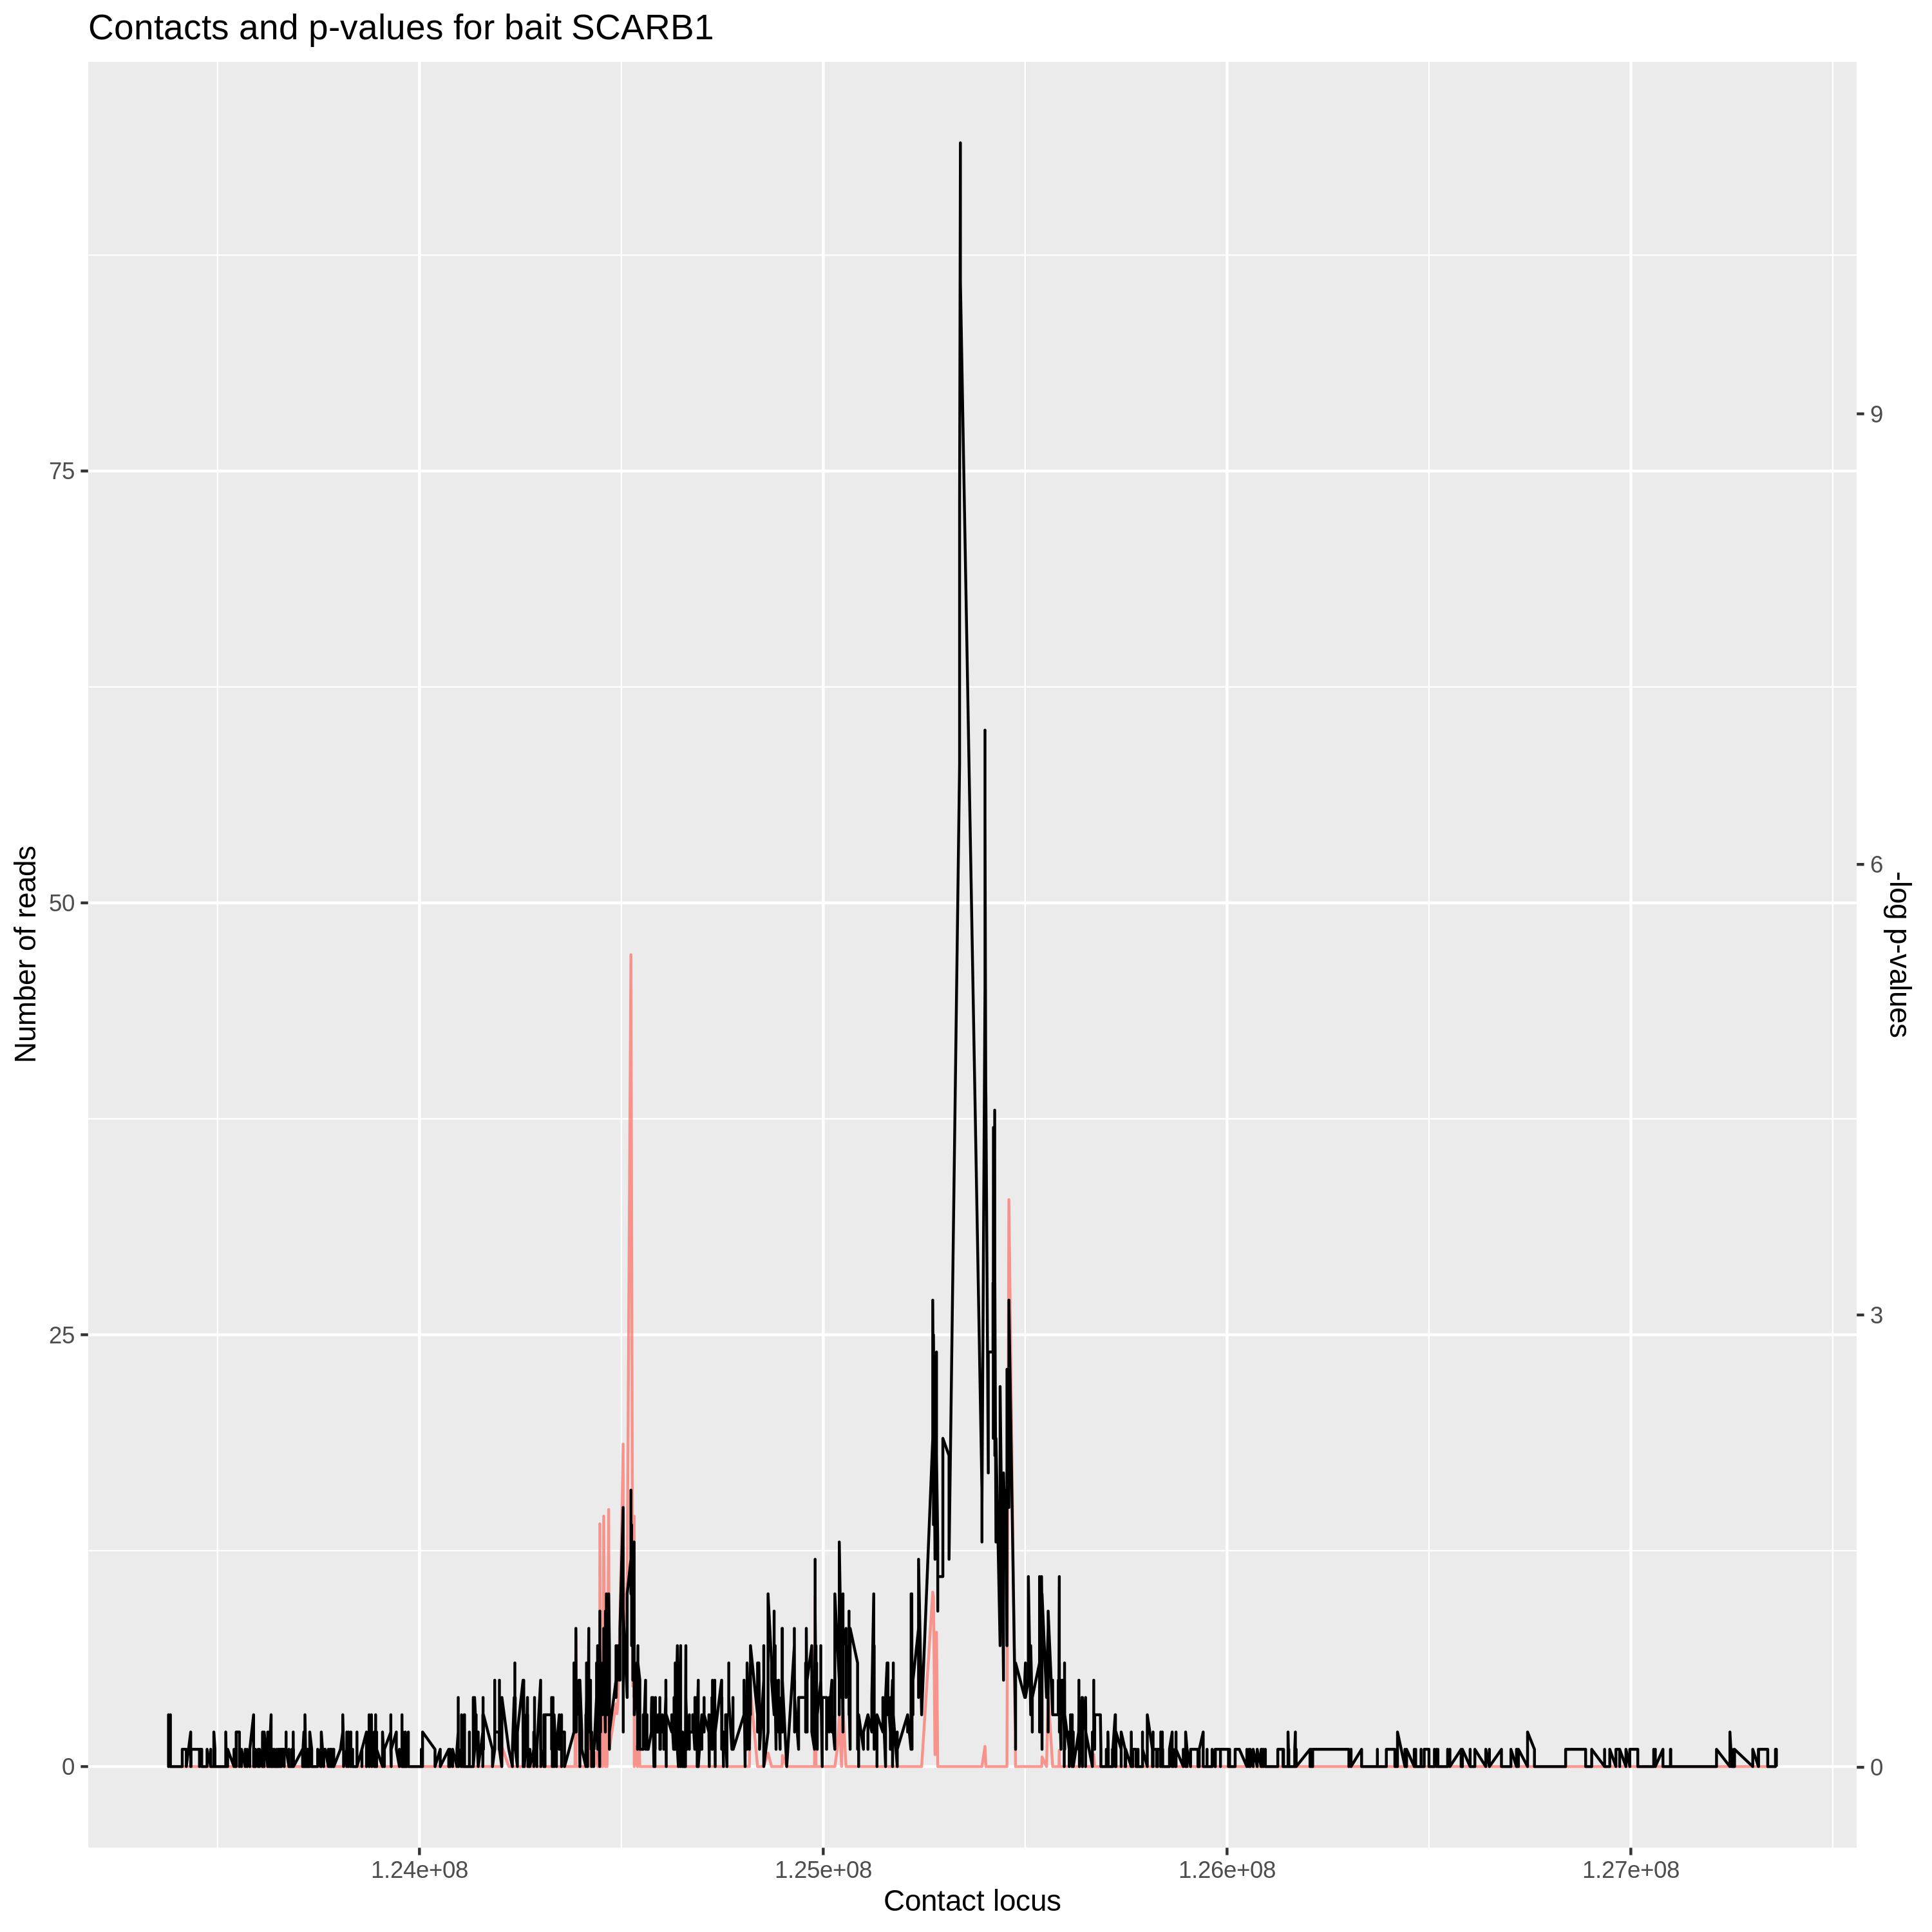 Contacts and p-values for bait SCARB1
Number of reads
75
50
25
0
9
6
3
0
-log p-values
1.24e+08 1.25e+08 1.26e+08 1.27e+08
Contact locus